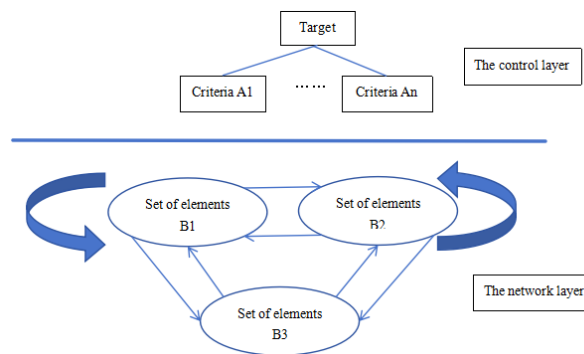 Target
The control layer
Criteria A1
……
Criteria An
Set of elements
B1
Set of elements
B2
The network layer
Set of elements
B3